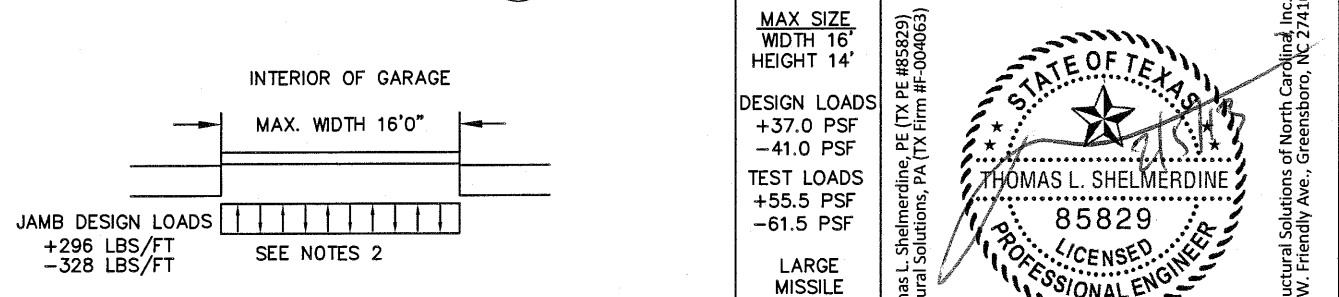 INTERIOR OF GARAGE
MAX. WIDTH 16'0"
JAMB DESIGN LOADS
+296 LBS/FT
-328 LBS/FT
SEE NOTES 2
MAX SIZE
WIDTH 16'
HEIGHT 14'
DESIGN LOADS
+37.0 PSF
-41.0 PSF
TEST LOADS
+55.5 PSF
-61.5 PSF
LARGE
MISSILE
L. Shelmerdine, PE (TX PE #85829)
Solutions, PA (TX Firm #F-004063)
STATE OF TEXAS
THOMAS L. SHELMERDINE
85829
LICENSED
PROFESSIONAL ENGINEER
Solutions of North Carolina, Inc.
W. Friendly Ave., Greensboro, NC 2741